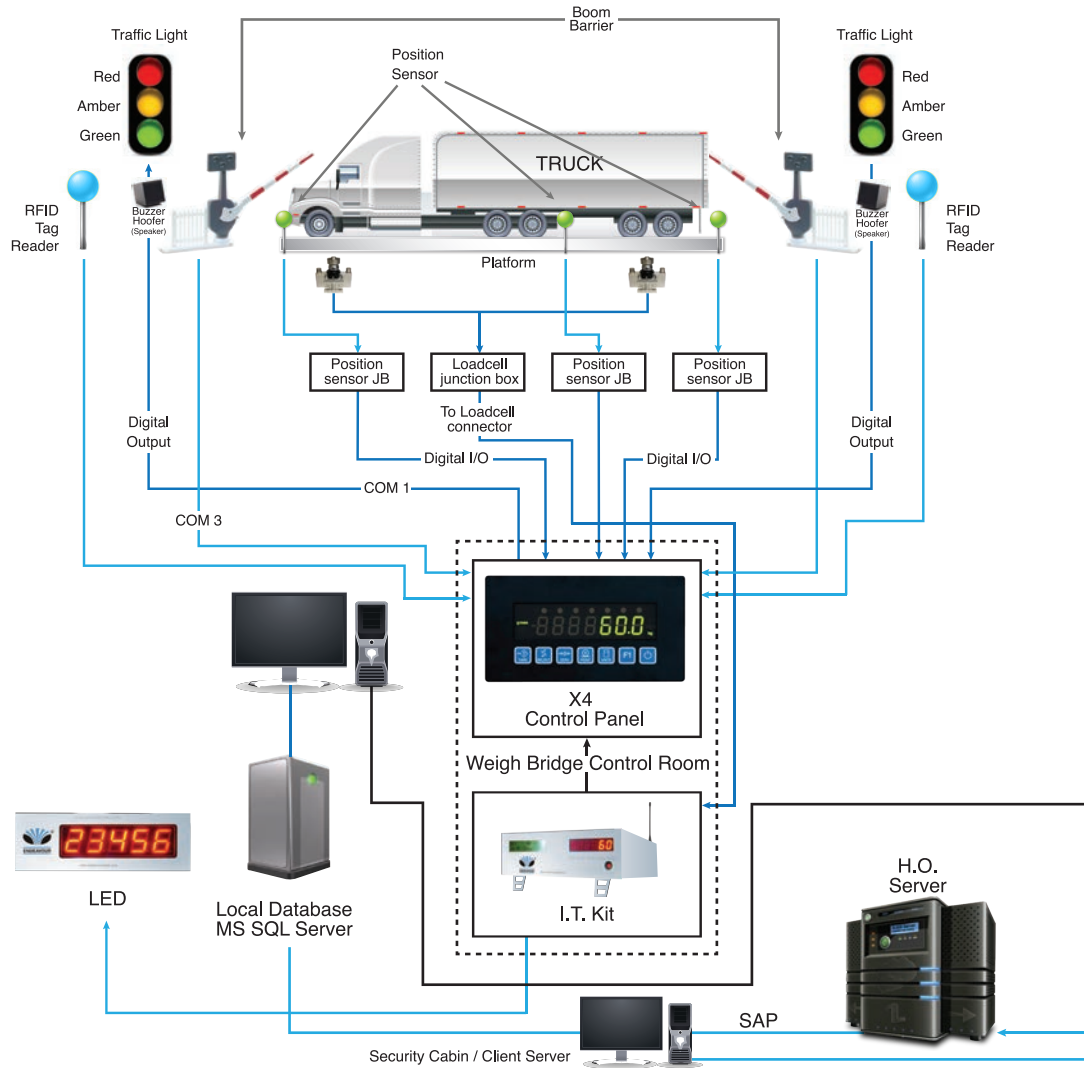 Boom
Barrier
Traffic Light
Traffic Light
Position
Sensor
Red
Amber
Green
Red
Amber
Green
TRUCK
RFID
Tag
Reader
Buzzer
Hoofer
(Speaker)
Buzzer
Hoofer
(Speaker)
RFID
Tag
Reader
Platform
Position
sensor JB
Loadcell
junction box
Position
sensor JB
Position
sensor JB
To Loadcell
connector
Digital
Output
Digital
Output
Digital I/O
Digital I/O
COM 1
COM 3
60.0
F1
X4
Control Panel
Weigh Bridge Control Room
23456
60
I.T. Kit
LED
Local Database
MS SQL Server
H.O.
Server
SAP
Security Cabin / Client Server